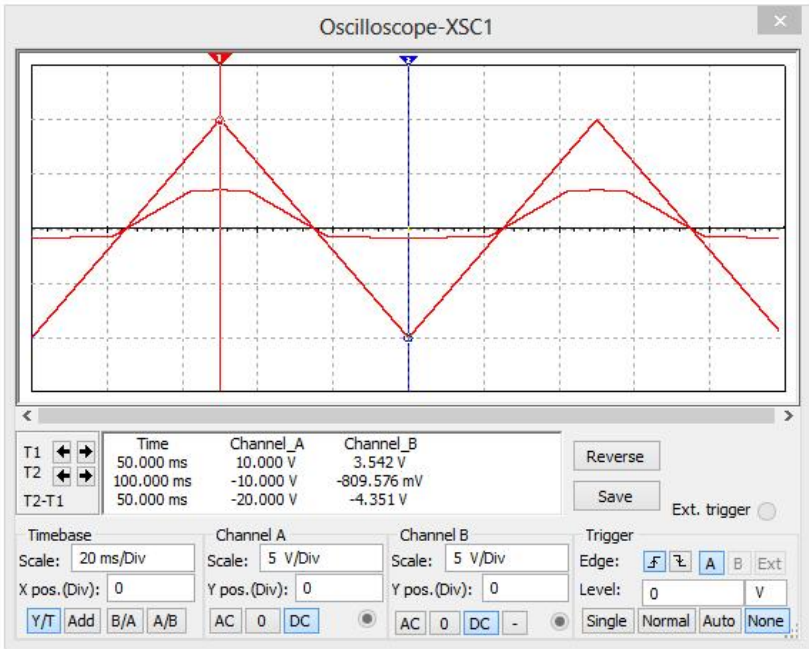 Oscilloscope-XSC1
×
1 2
< >
T1
T2
T2-T1
Time Channel_A Channel_B
50.000 ms 10.000 V 3.542 V
100.000 ms -10.000 V -809.576 mV
50.000 ms -20.000 V -4.351 V
Reverse
Save
Ext. trigger
Timebase
Scale: 20 ms/Div
X pos.(Div): 0
Y/T Add B/A A/B
Channel A
Scale: 5 V/Div
Y pos.(Div): 0
AC 0 DC
Channel B
Scale: 5 V/Div
Y pos.(Div): 0
AC 0 DC -
Trigger
Edge: A B Ext
Level: 0 V
Single Normal Auto None